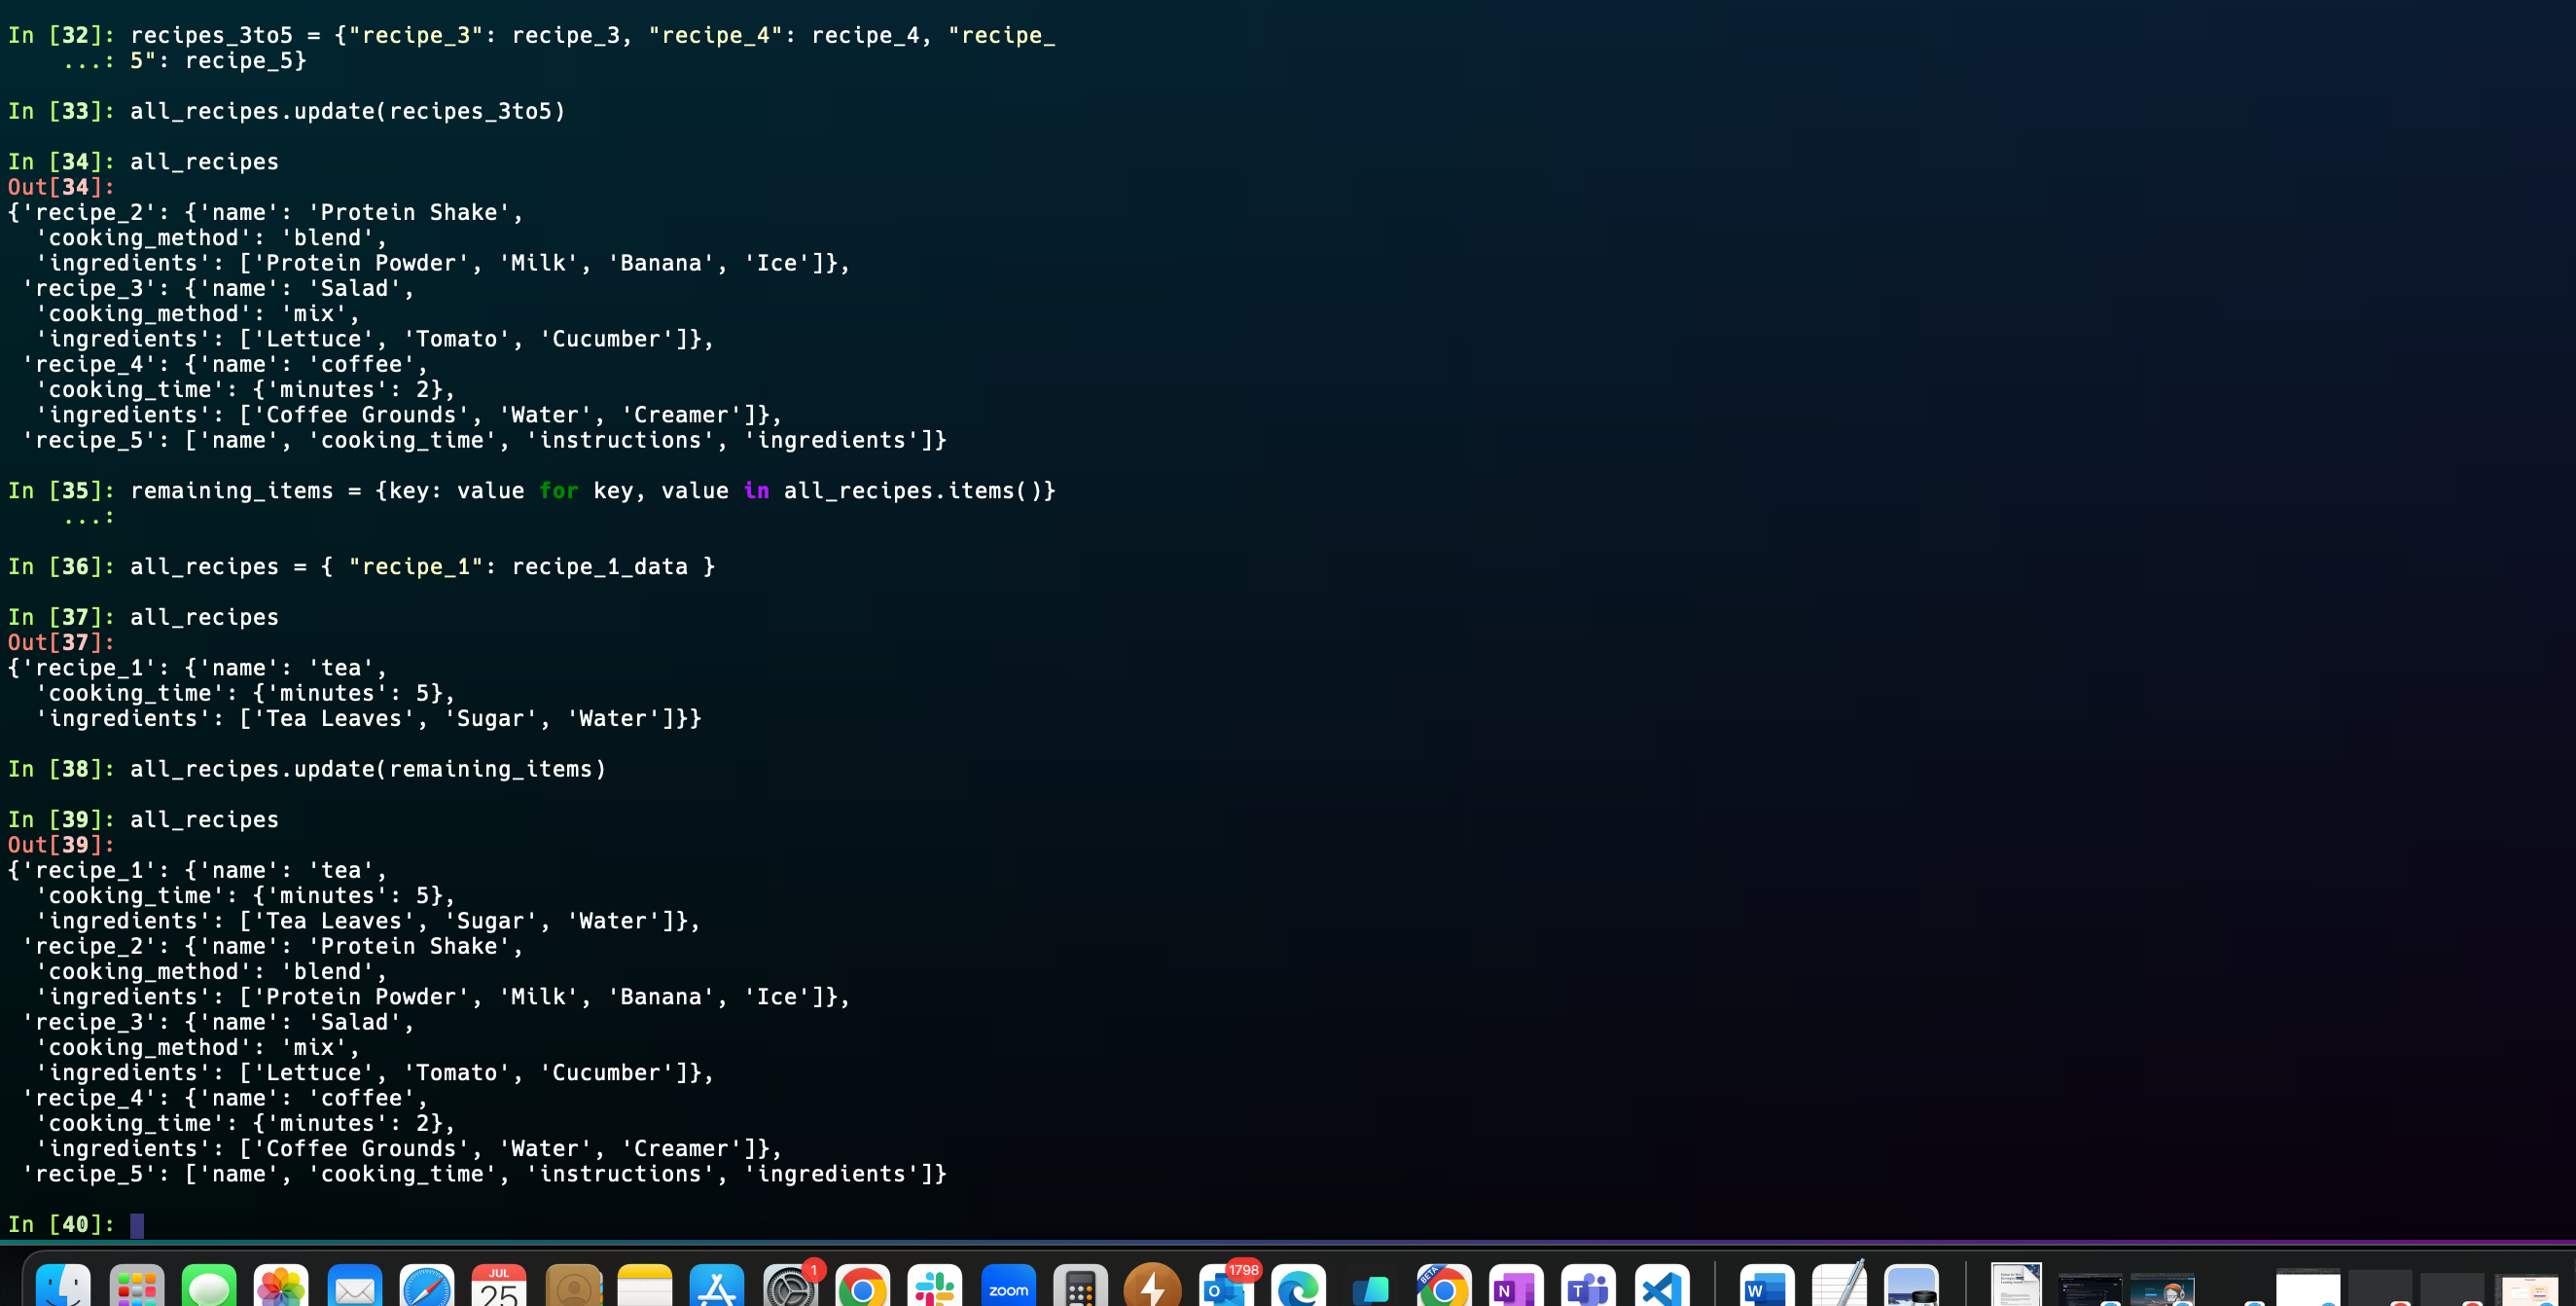 In [32]: recipes_3to5 = {"recipe_3": recipe_3, "recipe_4": recipe_4, "recipe_
    ...: 5": recipe_5}

In [33]: all_recipes.update(recipes_3to5)

In [34]: all_recipes
Out[34]:
{'recipe_2': {'name': 'Protein Shake',
  'cooking_method': 'blend',
  'ingredients': ['Protein Powder', 'Milk', 'Banana', 'Ice']},
 'recipe_3': {'name': 'Salad',
  'cooking_method': 'mix',
  'ingredients': ['Lettuce', 'Tomato', 'Cucumber']},
 'recipe_4': {'name': 'coffee',
  'cooking_time': {'minutes': 2},
  'ingredients': ['Coffee Grounds', 'Water', 'Creamer']},
 'recipe_5': ['name', 'cooking_time', 'instructions', 'ingredients']}

In [35]: remaining_items = {key: value for key, value in all_recipes.items()}
    ...:

In [36]: all_recipes = { "recipe_1": recipe_1_data }

In [37]: all_recipes
Out[37]:
{'recipe_1': {'name': 'tea',
  'cooking_time': {'minutes': 5},
  'ingredients': ['Tea Leaves', 'Sugar', 'Water']}}

In [38]: all_recipes.update(remaining_items)

In [39]: all_recipes
Out[39]:
{'recipe_1': {'name': 'tea',
  'cooking_time': {'minutes': 5},
  'ingredients': ['Tea Leaves', 'Sugar', 'Water']},
 'recipe_2': {'name': 'Protein Shake',
  'cooking_method': 'blend',
  'ingredients': ['Protein Powder', 'Milk', 'Banana', 'Ice']},
 'recipe_3': {'name': 'Salad',
  'cooking_method': 'mix',
  'ingredients': ['Lettuce', 'Tomato', 'Cucumber']},
 'recipe_4': {'name': 'coffee',
  'cooking_time': {'minutes': 2},
  'ingredients': ['Coffee Grounds', 'Water', 'Creamer']},
 'recipe_5': ['name', 'cooking_time', 'instructions', 'ingredients']}

In [40]:
JUL
25
1
zoom
1798
O
BETA
N
T
W